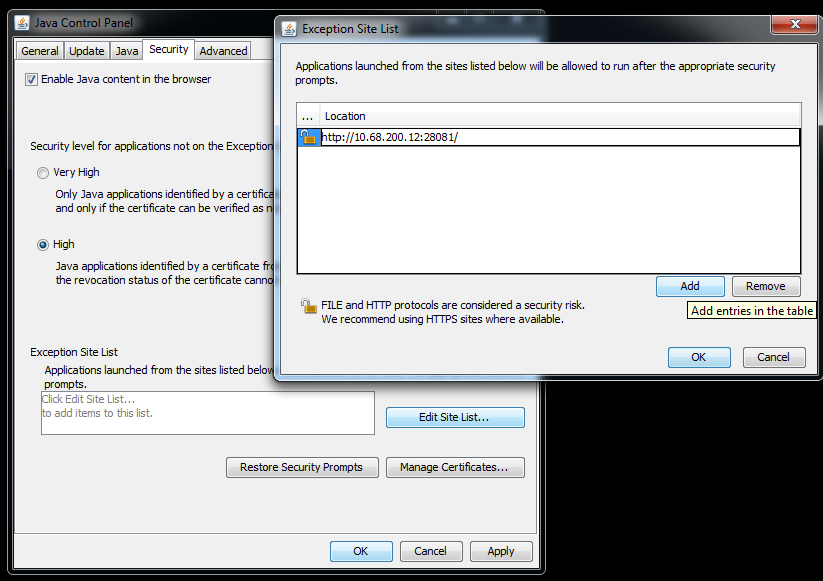 Java Control Panel
General
Update
Java
Security
Advanced
Enable Java content in the browser
Security level for applications not on the Exception
Very High
Only Java applications identified by a certifica
and only if the certificate can be verified as n
High
Java applications identified by a certificate fro
the revocation status of the certificate canno
Exception Site List
Applications launched from the sites listed below
prompts.
Click Edit Site List...
to add items to this list.
Edit Site List...
Restore Security Prompts
Manage Certificates...
OK
Cancel
Apply
Exception Site List
Applications launched from the sites listed below will be allowed to run after the appropriate security
prompts.
...
Location
http://10.68.200.12:28081/
Add
Remove
FILE and HTTP protocols are considered a security risk.
We recommend using HTTPS sites where available.
Add entries in the table
OK
Cancel